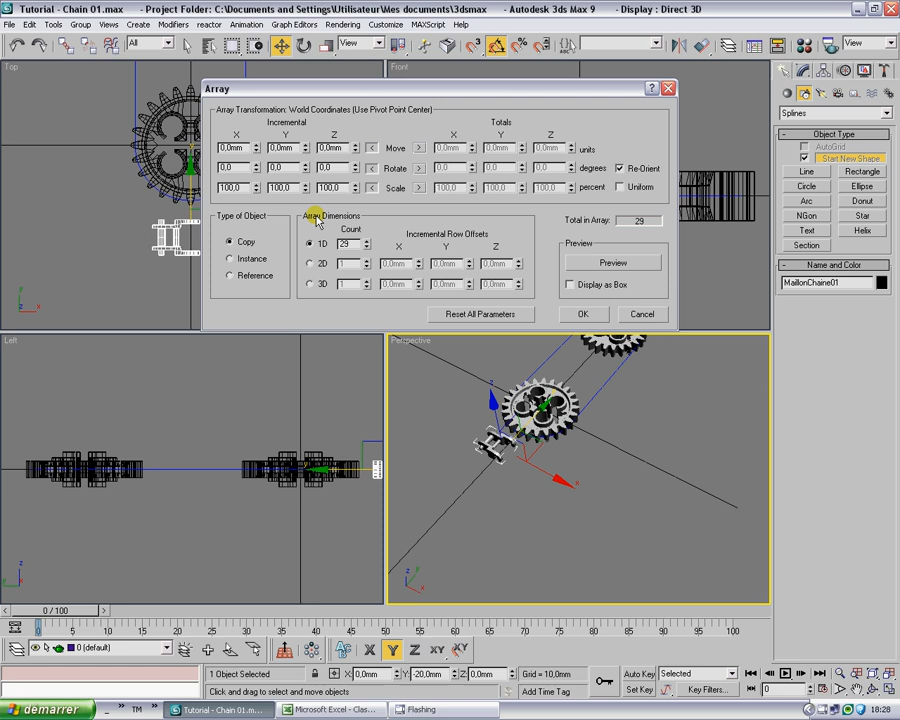 Tutorial - Chain 01.max - Project Folder: C:\Documents and Settings\Utilisateur\Mes documents\3dsmax - Autodesk 3ds Max 9 - Display : Direct 3D
File Edit Tools Group Views Create Modifiers reactor Animation Graph Editors Rendering Customize MAXScript Help
All View View
Top Front
Array
Array Transformation: World Coordinates (Use Pivot Point Center)
Incremental Totals
X Y Z X Y Z
0,0mm 0,0mm 0,0mm < Move > 0,0mm 0,0mm 0,0mm units
0,0 0,0 0,0 < Rotate > 0,0 0,0 0,0 degrees Re-Orient
100,0 100,0 100,0 < Scale > 100,0 100,0 100,0 percent Uniform
Type of Object
Copy
Instance
Reference
Array Dimensions
Count
Incremental Row Offsets
1D 29 X Y Z
2D 1 0,0mm 0,0mm 0,0mm
3D 1 0,0mm 0,0mm 0,0mm
Total in Array: 29
Preview
Preview
Display as Box
Reset All Parameters OK Cancel
Splines
- Object Type
AutoGrid
Start New Shape
Line Rectangle
Circle Ellipse
Arc Donut
NGon Star
Text Helix
Section
- Name and Color
MaillonChaine01
Left Perspective
0 / 100
0 5 10 15 20 25 30 35 40 45 50 55 60 65 70 75 80 85 90 95 100
0 (default) X Y Z XY XY
1 Object Selected X: 0,0mm Y: -20,0mm Z: 0,0mm Grid = 10,0mm Auto Key Selected
Click and drag to select and move objects Add Time Tag Set Key Key Filters... 0
démarrer TM Tutorial - Chain 01.m... Microsoft Excel - Clas... Flashing 18:28